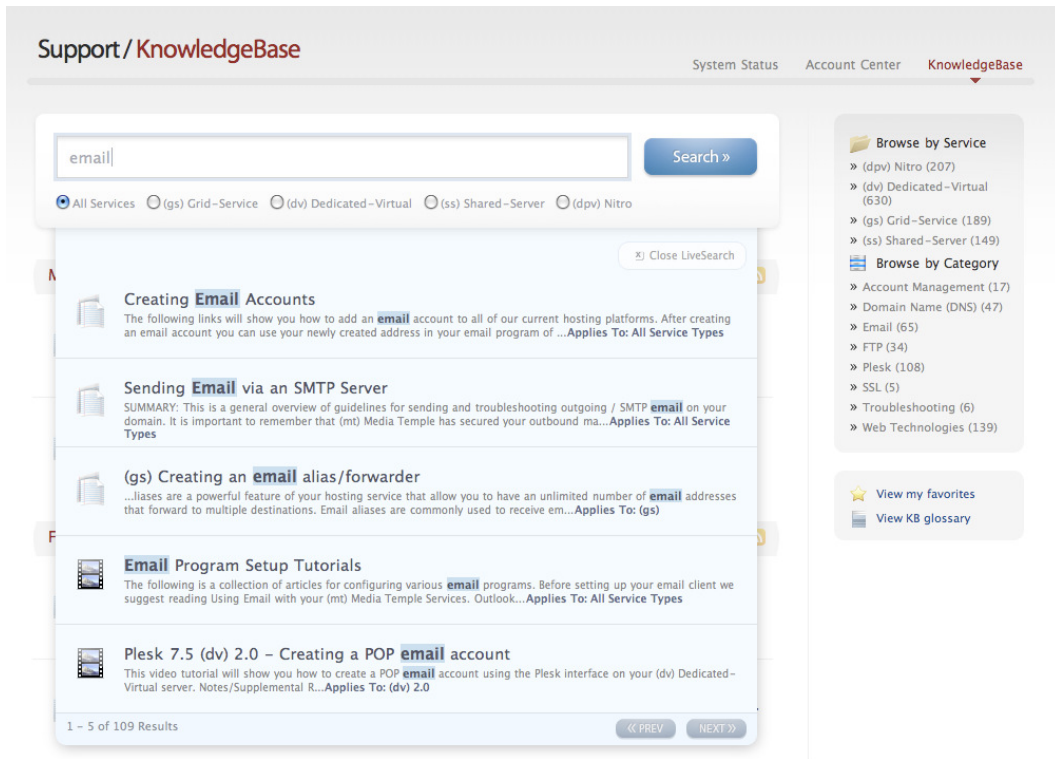 Support/KnowledgeBase
System Status Account Center KnowledgeBase
email
Search »
All Services (gs) Grid-Service (dv) Dedicated-Virtual (ss) Shared-Server (dpv) Nitro
x) Close LiveSearch
M
Creating Email Accounts
The following links will show you how to add an email account to all of our current hosting platforms. After creating
an email account you can use your newly created address in your email program of ...Applies To: All Service Types
Sending Email via an SMTP Server
SUMMARY: This is a general overview of guidelines for sending and troubleshooting outgoing / SMTP email on your
domain. It is important to remember that (mt) Media Temple has secured your outbound ma...Applies To: All Service
Types
(gs) Creating an email alias/forwarder
...liases are a powerful feature of your hosting service that allow you to have an unlimited number of email addresses
that forward to multiple destinations. Email aliases are commonly used to receive em...Applies To: (gs)
F
Email Program Setup Tutorials
The following is a collection of articles for configuring various email programs. Before setting up your email client we
suggest reading Using Email with your (mt) Media Temple Services. Outlook...Applies To: All Service Types
Plesk 7.5 (dv) 2.0 – Creating a POP email account
This video tutorial will show you how to create a POP email account using the Plesk interface on your (dv) Dedicated-
Virtual server. Notes/Supplemental R...Applies To: (dv) 2.0
1 – 5 of 109 Results
« PREV NEXT »
Browse by Service
» (dpv) Nitro (207)
» (dv) Dedicated-Virtual
(630)
» (gs) Grid-Service (189)
» (ss) Shared-Server (149)
Browse by Category
» Account Management (17)
» Domain Name (DNS) (47)
» Email (65)
» FTP (34)
» Plesk (108)
» SSL (5)
» Troubleshooting (6)
» Web Technologies (139)
View my favorites
View KB glossary